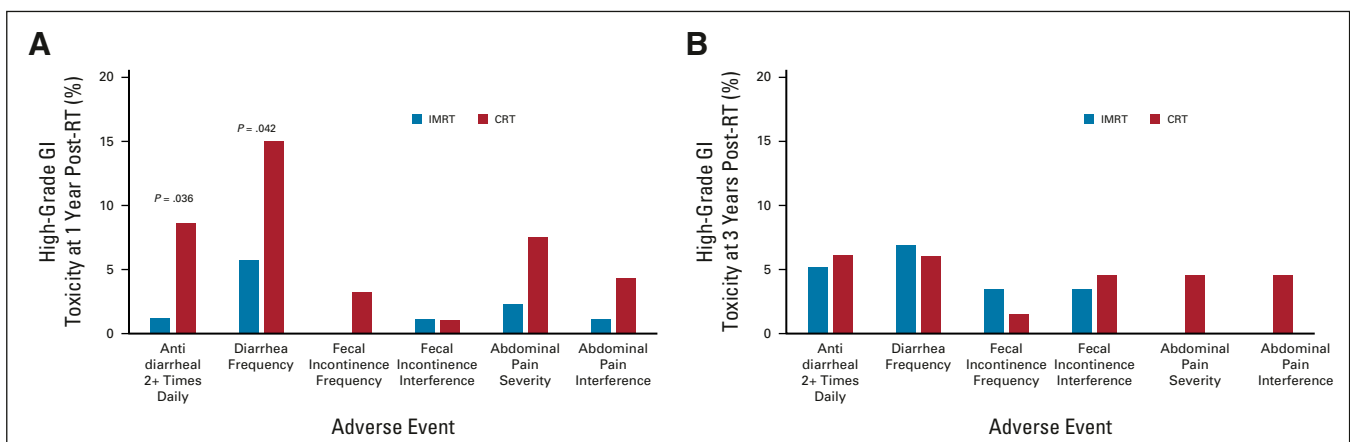 A
High-Grade GI
Toxicity at 1 Year Post-RT (%)
20
15
10
5
0
IMRT CRT
P = .036
P = .042
Anti
diarrheal
2+ Times
Daily
Diarrhea
Frequency
Fecal
Incontinence
Frequency
Fecal
Incontinence
Interference
Abdominal
Pain
Severity
Abdominal
Pain
Interference
Adverse Event
B
High-Grade GI
Toxicity at 3 Years Post-RT (%)
20
15
10
5
0
IMRT CRT
Anti
diarrheal
2+ Times
Daily
Diarrhea
Frequency
Fecal
Incontinence
Frequency
Fecal
Incontinence
Interference
Abdominal
Pain
Severity
Abdominal
Pain
Interference
Adverse Event